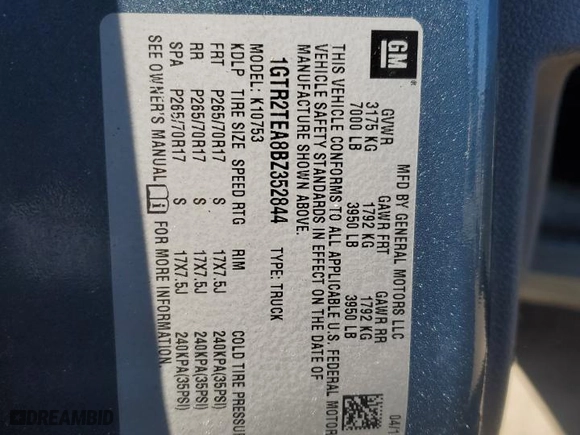 GM
MFD BY GENERAL MOTORS LLC 04/1
GVWR GAWR FRT GAWR RR
3175 KG 1792 KG 1792 KG
7000 LB 3950 LB 3950 LB
THIS VEHICLE CONFORMS TO ALL APPLICABLE U.S. FEDERAL MOTOR
VEHICLE SAFETY STANDARDS IN EFFECT ON THE DATE OF
MANUFACTURE SHOWN ABOVE.
1GTR2TEA8BZ352844 TYPE: TRUCK
MODEL: K10753
KOLP TIRE SIZE SPEED RTG RIM COLD TIRE PRESSU
FRT P265/70R17 S 17X7.5J 240KPA(35PSI)
RR P265/70R17 S 17X7.5J 240KPA(35PSI)
SPA P265/70R17 S 17X7.5J 240KPA(35PSI)
SEE OWNER'S MANUAL i FOR MORE INFORMATION.
DREAMBID